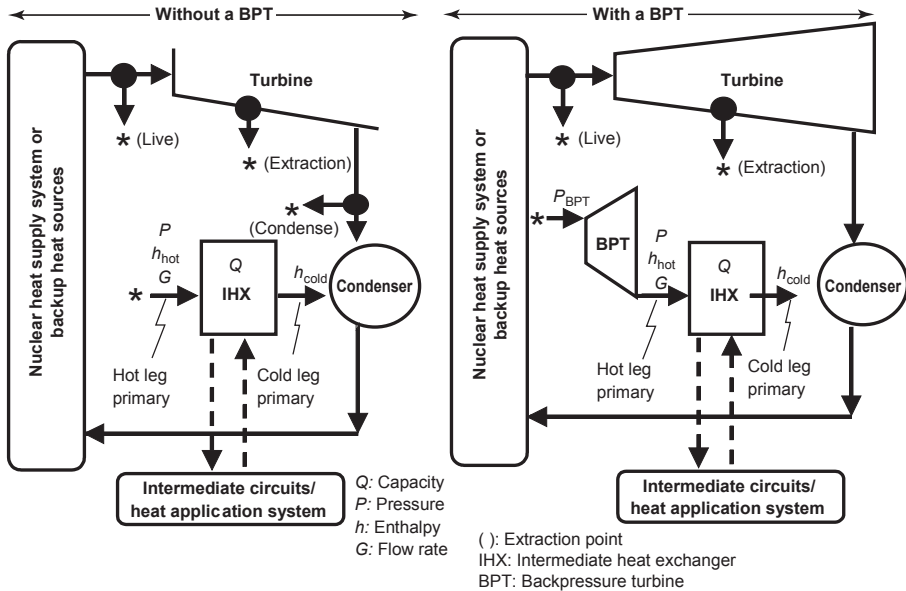 Without a BPT
Nuclear heat supply system or
backup heat sources
Turbine
* (Live)
* (Extraction)
*
(Condense)
P
h_hot
G
*
Q
IHX
h_cold
Condenser
Hot leg
primary
Cold leg
primary
Intermediate circuits/
heat application system
Q: Capacity
P: Pressure
h: Enthalpy
G: Flow rate
With a BPT
Nuclear heat supply system or
backup heat sources
Turbine
* (Live)
* (Extraction)
* P_BPT
BPT
P
h_hot
G
Q
IHX
h_cold
Condenser
Hot leg
primary
Cold leg
primary
Intermediate circuits/
heat application system
( ): Extraction point
IHX: Intermediate heat exchanger
BPT: Backpressure turbine